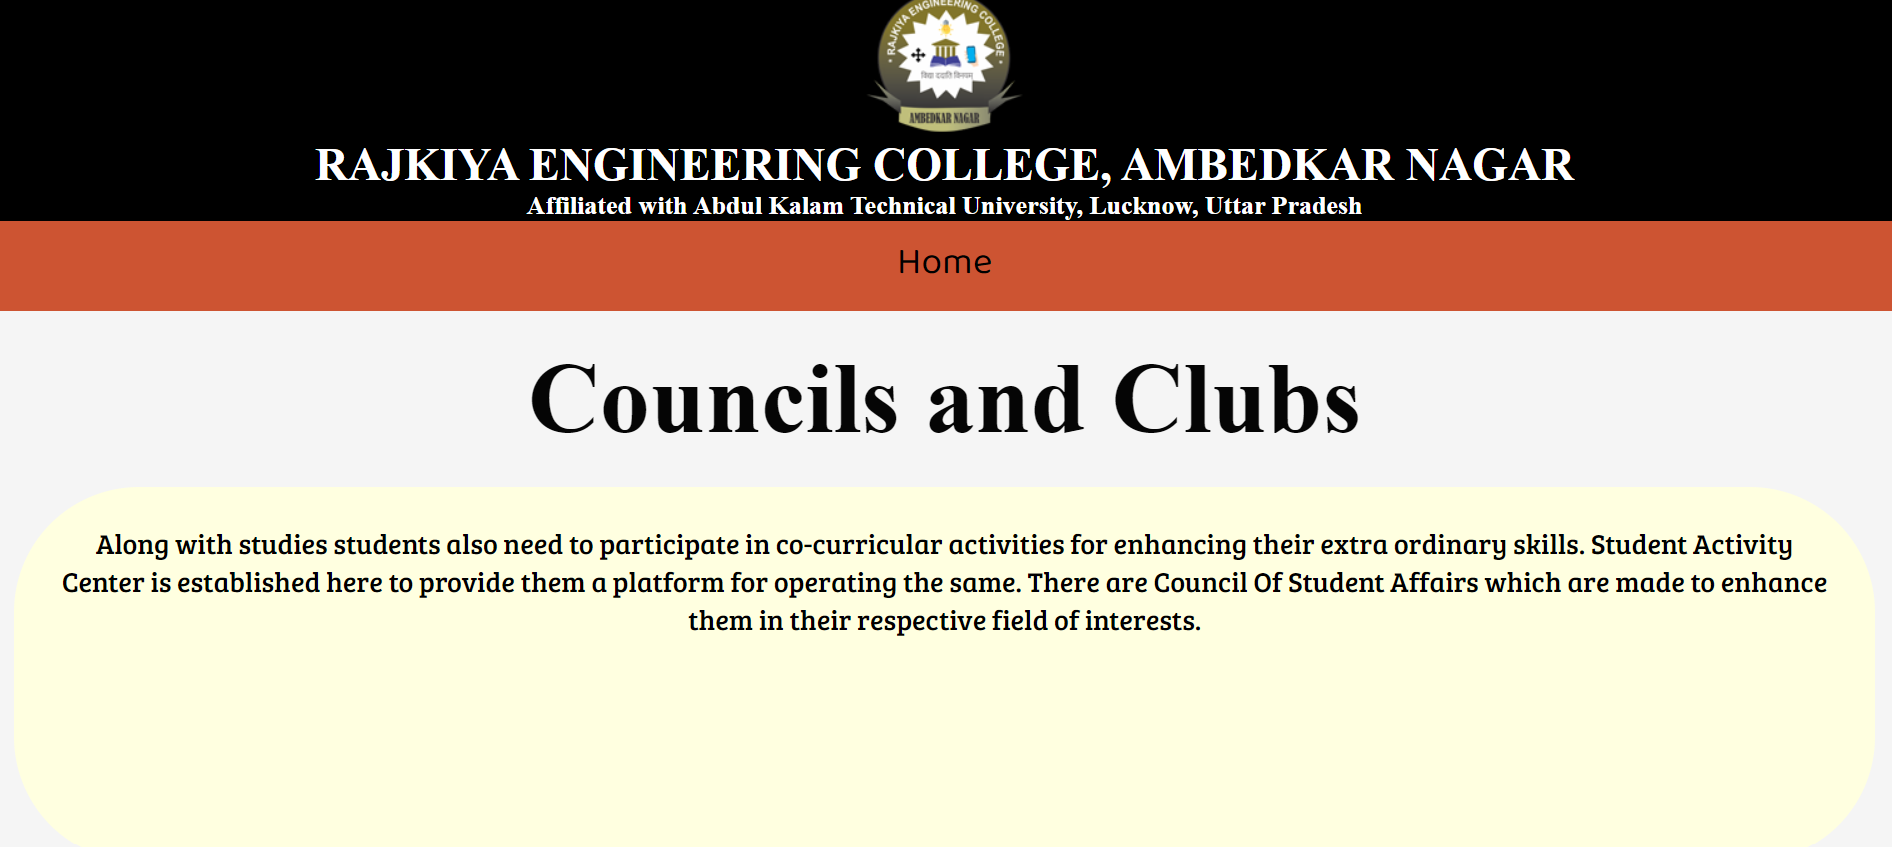 RAJKIYA ENGINEERING COLLEGE
विद्या ददाति विनयम्
AMBEDKAR NAGAR
RAJKIYA ENGINEERING COLLEGE, AMBEDKAR NAGAR
Affiliated with Abdul Kalam Technical University, Lucknow, Uttar Pradesh
Home
Councils and Clubs
Along with studies students also need to participate in co-curricular activities for enhancing their extra ordinary skills. Student Activity
Center is established here to provide them a platform for operating the same. There are Council Of Student Affairs which are made to enhance
them in their respective field of interests.